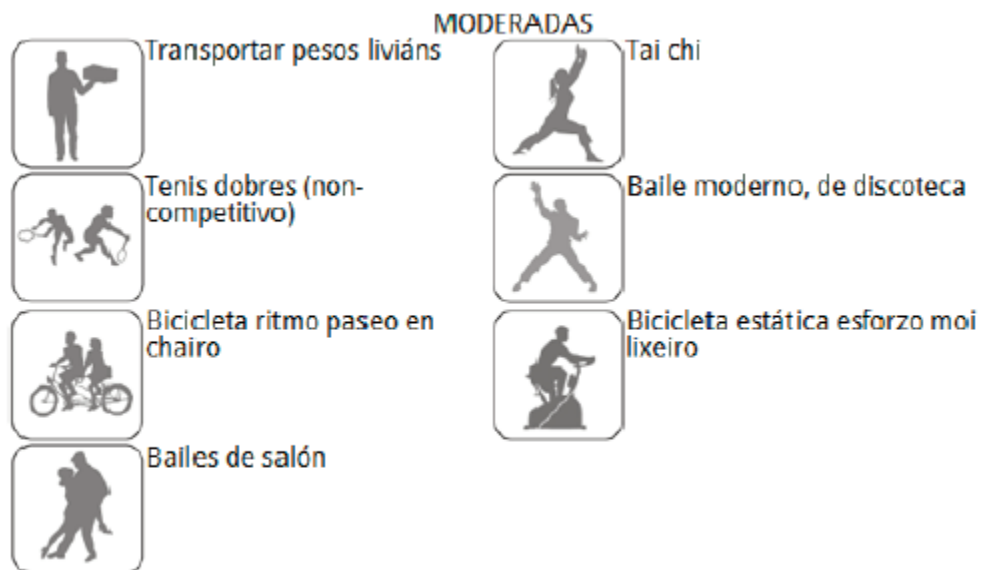 MODERADAS
Transportar pesos liviáns
Tai chi
Tenis dobres (non-
competitivo)
Baile moderno, de discoteca
Bicicleta ritmo paseo en
chairo
Bicicleta estática esforzo moi
lixeiro
Bailes de salón